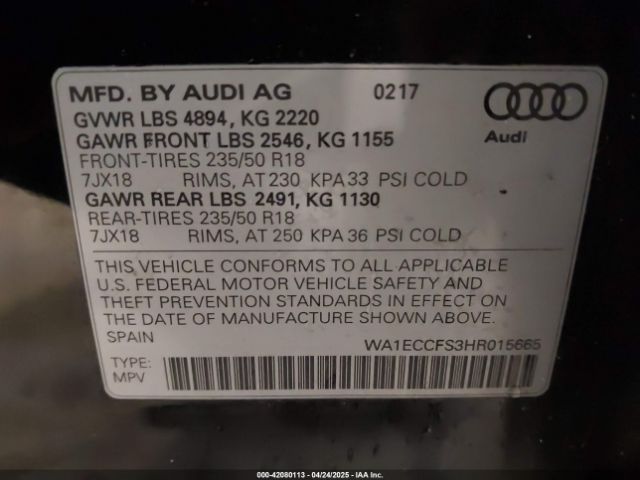 MFD. BY AUDI AG 0217
GVWR LBS 4894, KG 2220
GAWR FRONT LBS 2546, KG 1155
Audi
FRONT-TIRES 235/50 R18
7JX18 RIMS, AT 230 KPA 33 PSI COLD
GAWR REAR LBS 2491, KG 1130
REAR-TIRES 235/50 R18
7JX18 RIMS, AT 250 KPA 36 PSI COLD
THIS VEHICLE CONFORMS TO ALL APPLICABLE
U.S. FEDERAL MOTOR VEHICLE SAFETY AND
THEFT PREVENTION STANDARDS IN EFFECT ON
THE DATE OF MANUFACTURE SHOWN ABOVE.
SPAIN WA1ECCFS3HR015665
TYPE:
MPV
000-42080113 - 04/24/2025 - IAAI.COM